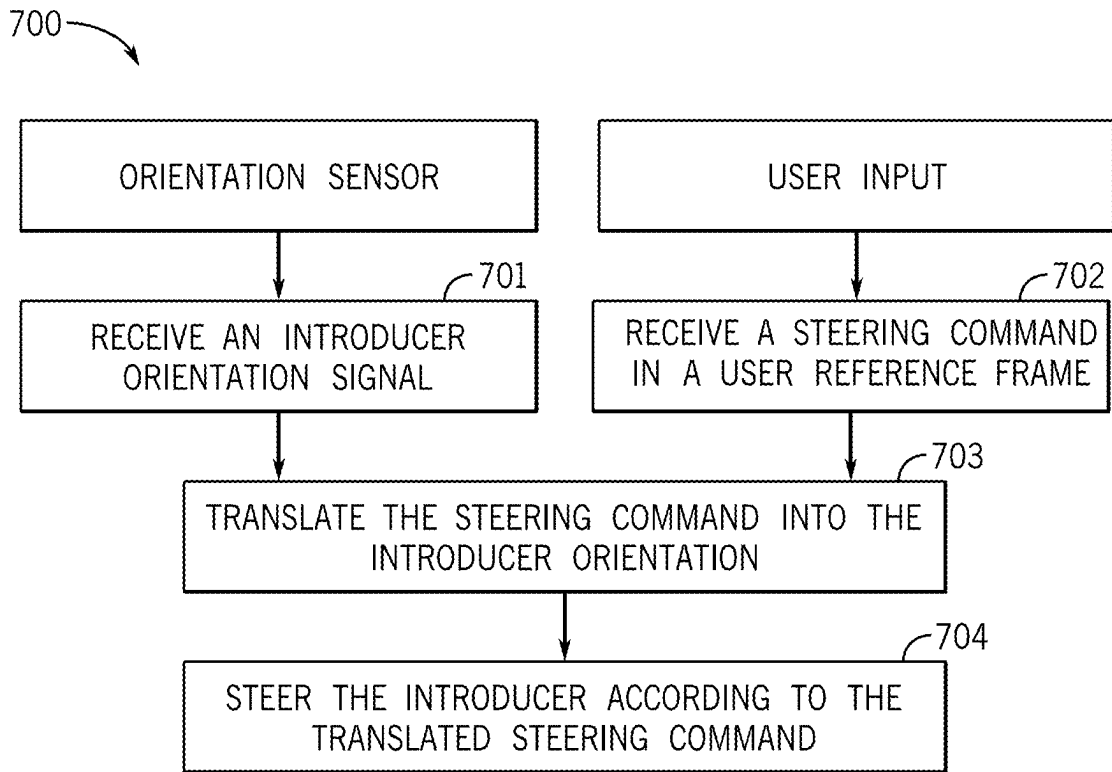 700
ORIENTATION SENSOR
USER INPUT
701
RECEIVE AN INTRODUCER
ORIENTATION SIGNAL
702
RECEIVE A STEERING COMMAND
IN A USER REFERENCE FRAME
703
TRANSLATE THE STEERING COMMAND INTO THE
INTRODUCER ORIENTATION
704
STEER THE INTRODUCER ACCORDING TO THE
TRANSLATED STEERING COMMAND